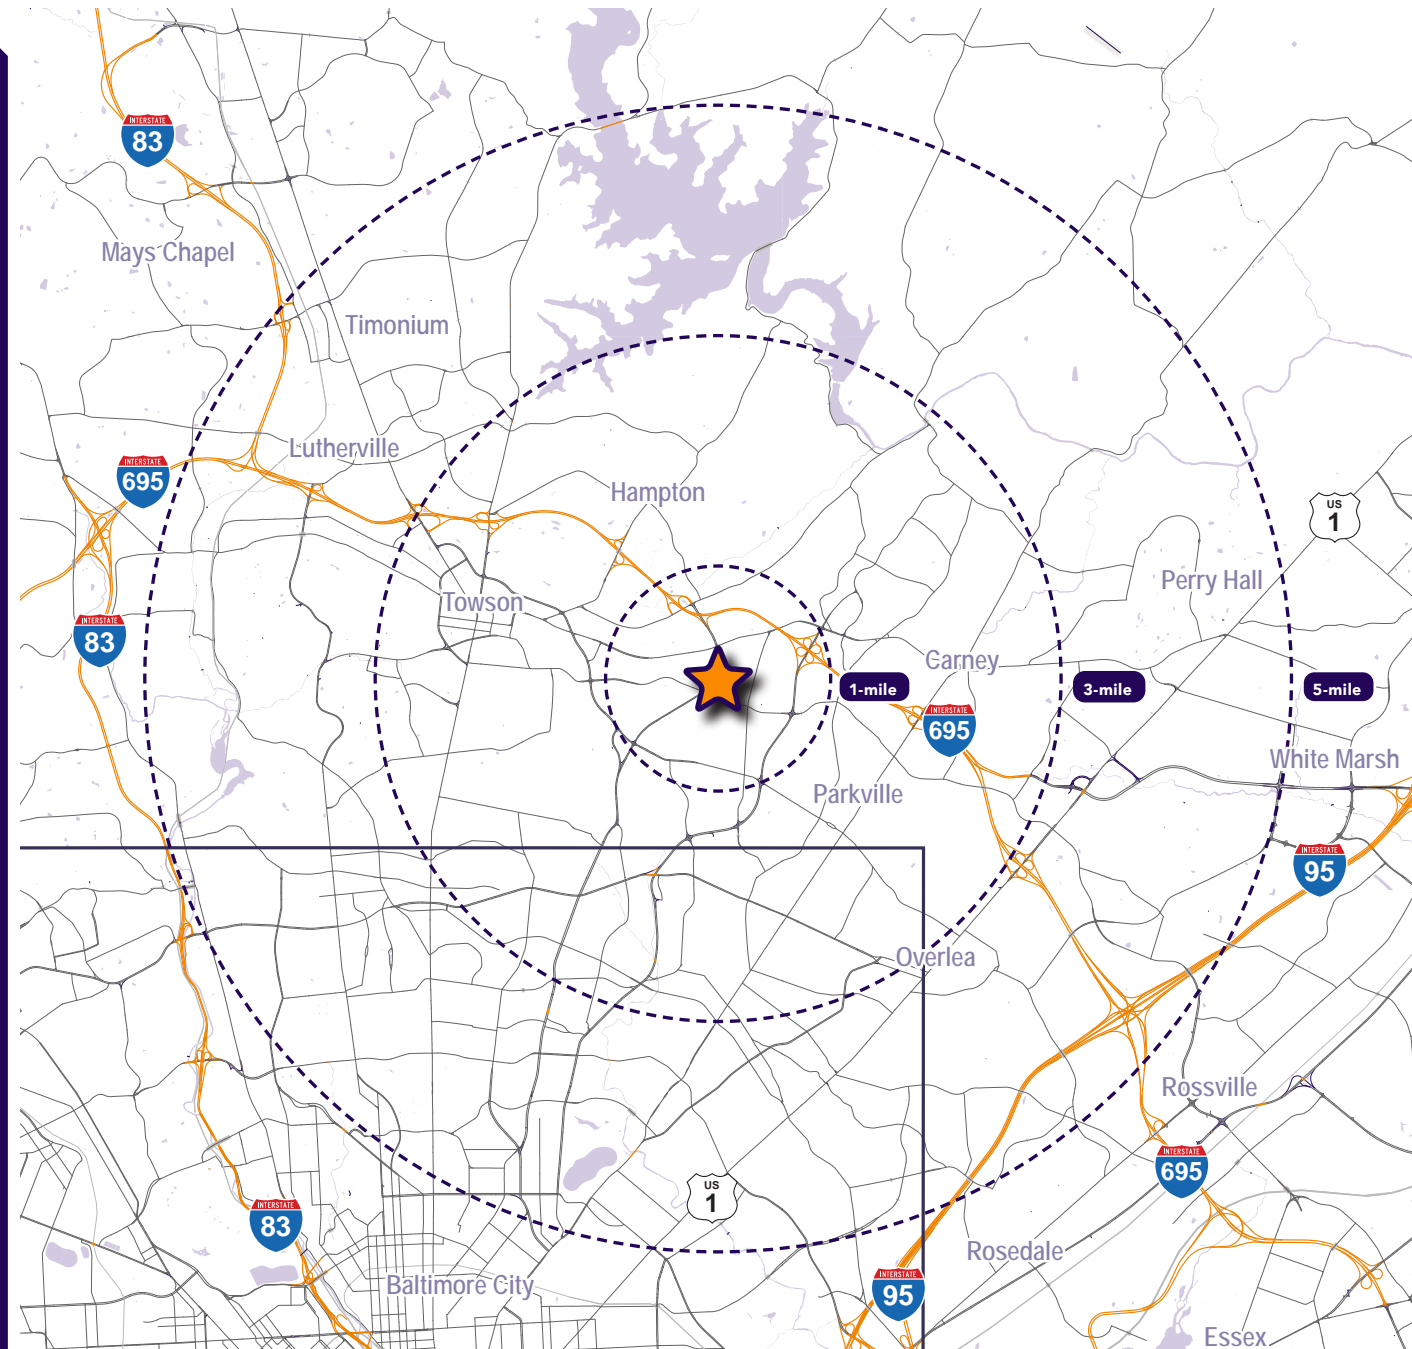 INTERSTATE
83
Mays Chapel
Timonium
Lutherville
INTERSTATE
695
Hampton
US
1
Perry Hall
Towson
INTERSTATE
83
Carney
1-mile
3-mile
5-mile
INTERSTATE
695
White Marsh
Parkville
INTERSTATE
95
Overlea
Rossville
INTERSTATE
695
US
1
INTERSTATE
83
Rosedale
Baltimore City
INTERSTATE
95
Essex